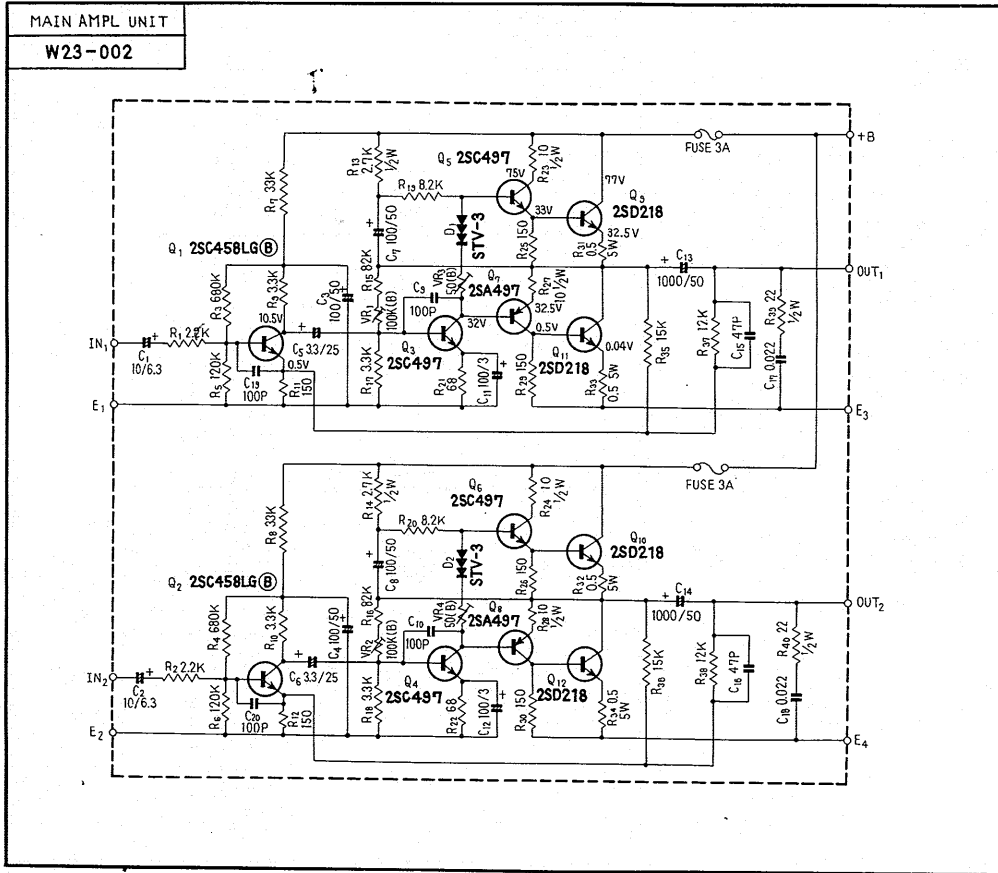 MAIN AMPL UNIT
W23-002
+B
FUSE 3A
Q5 2SC497
R13 2.7K 1/2W
R23 10 1/2W
75V
77V
R7 33K
R19 8.2K
Q9 2SD218
33V
32.5V
D1 STV-3
C7 100/50
R25 150
R31 0.5 5W
Q1 2SC458LG(B)
R3 680K
R9 3.3K
C3 100/50
R15 82K
VR3 50(B)
Q7 2SA497
R27 10 1/2W
C13 1000/50
OUT1
10.5V
VR1 100K(B)
C9 100P
32.5V
R35 15K
R37 12K
C15 47P
R39 22 1/2W
IN1
C1 10/6.3
R1 2.2K
C5 3.3/25
Q3 2SC497
32V
0.5V
Q11 2SD218
0.04V
C17 0.022
R5 120K
C19 100P
0.5V
R11 150
R17 3.3K
R21 68
C11 100/3
R29 150
R33 0.5 5W
E1
E3
FUSE 3A
R8 33K
R14 2.7K 1/2W
Q6 2SC497
R24 10 1/2W
R20 8.2K
Q10 2SD218
C8 100/50
D2 STV-3
R26 150
R32 0.5 5W
Q2 2SC458LG(B)
R4 680K
R10 3.3K
C4 100/50
R16 82K
VR4 50(B)
Q8 2SA497
R28 10 1/2W
C14 1000/50
OUT2
VR2 100K(B)
C10 100P
R36 15K
R38 12K
C16 47P
R40 22 1/2W
IN2
C2 10/6.3
R2 2.2K
C6 3.3/25
Q4 2SC497
Q12 2SD218
C18 0.022
R6 120K
C20 100P
R12 150
R18 3.3K
R22 68
C12 100/3
R30 150
R34 0.5 5W
E2
E4